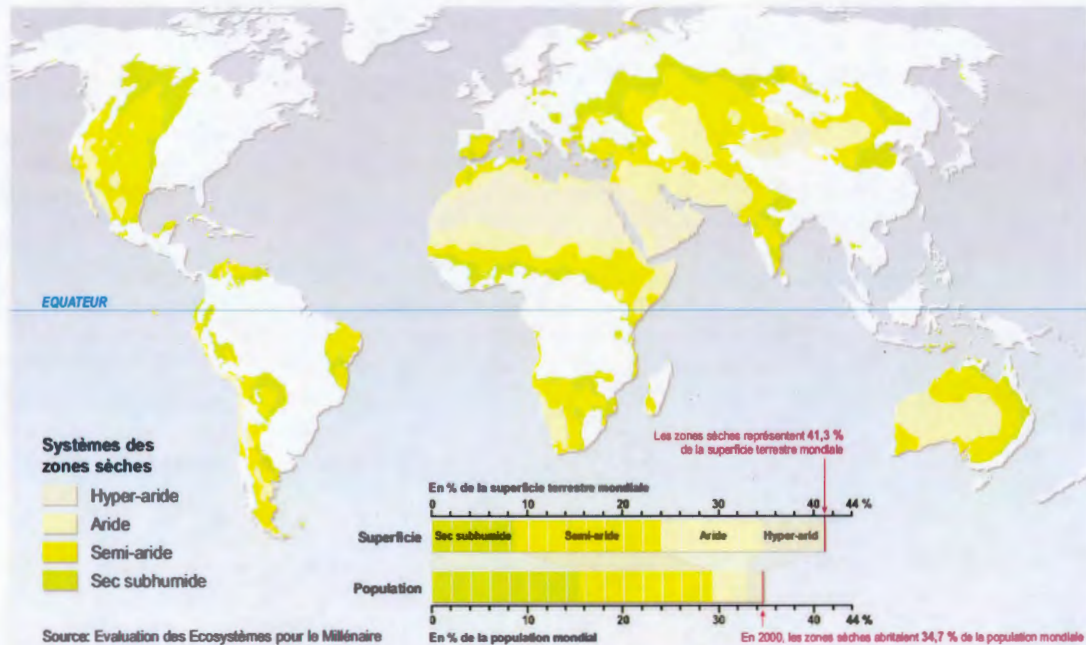 EQUATEUR
Systèmes des
zones sèches
Hyper-aride
Aride
Semi-aride
Sec subhumide
Les zones sèches représentent 41,3 %
de la superficie terrestre mondiale
En % de la superficie terrestre mondiale
0 10 20 30 40 44 %
Superficie Sec subhumide Semi-aride Aride Hyper-arid
Population
0 10 20 30 40 44 %
Source: Evaluation des Ecosystèmes pour le Millénaire
En % de la population mondial
En 2000, les zones sèches abritaient 34,7 % de la population mondiale